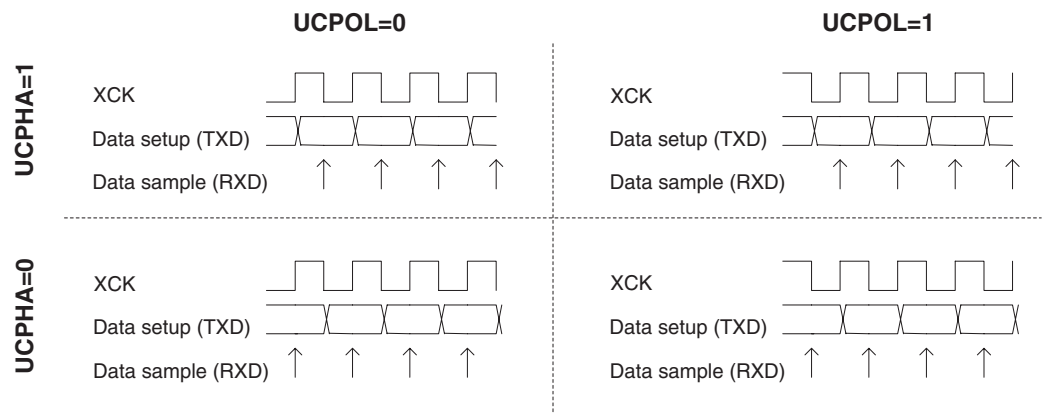 UCPOL=0
UCPOL=1
UCPHA=1
XCK
Data setup (TXD)
Data sample (RXD)
XCK
Data setup (TXD)
Data sample (RXD)
UCPHA=0
XCK
Data setup (TXD)
Data sample (RXD)
XCK
Data setup (TXD)
Data sample (RXD)